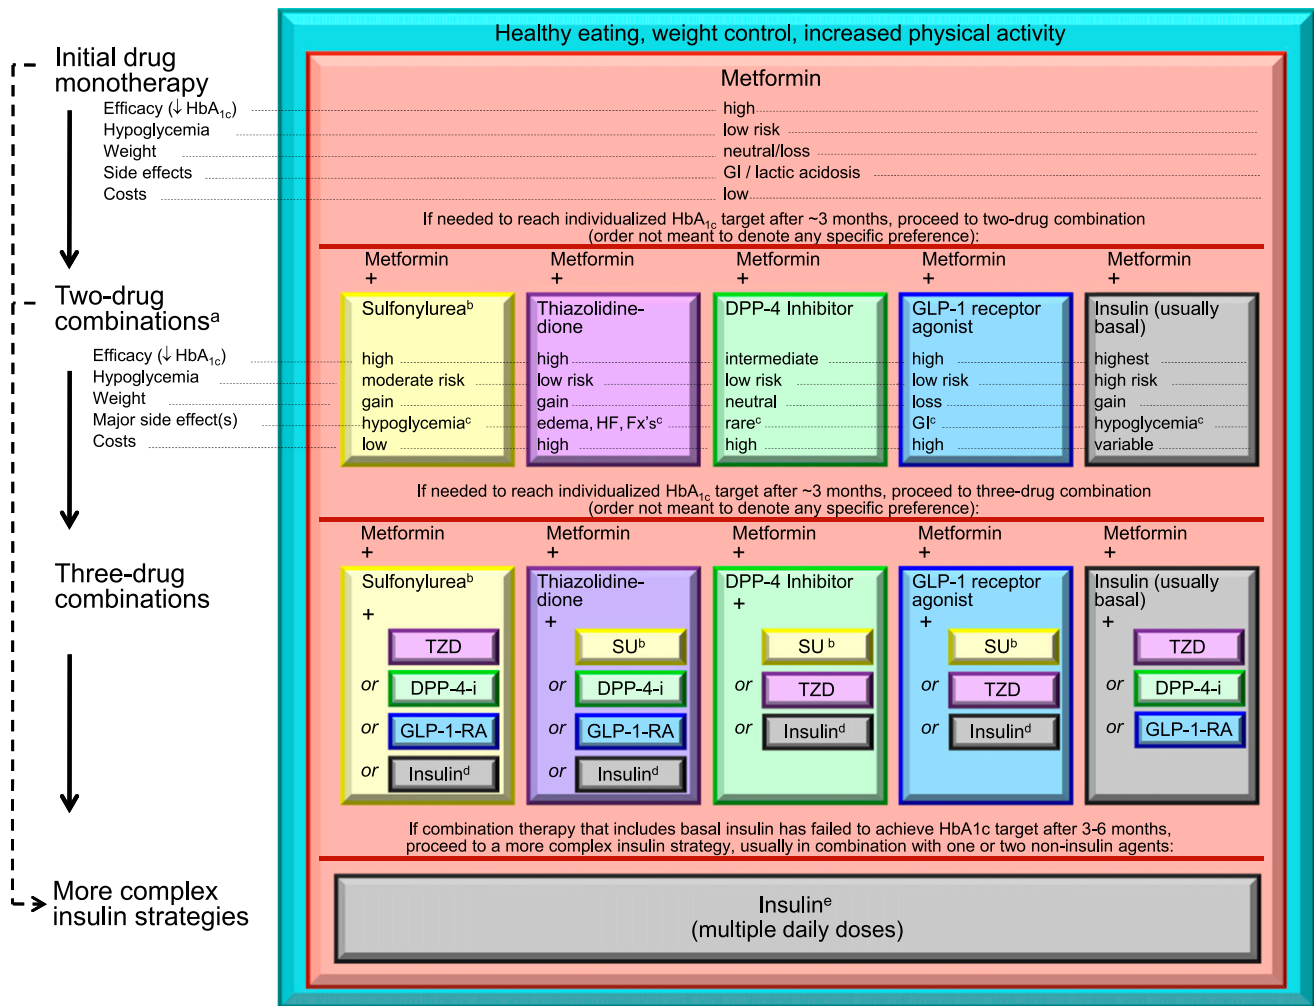 Healthy eating, weight control, increased physical activity
Initial drug
monotherapy
Metformin
Efficacy (↓ HbA1c) high
Hypoglycemia low risk
Weight neutral/loss
Side effects GI / lactic acidosis
Costs low
If needed to reach individualized HbA1c target after ~3 months, proceed to two-drug combination
(order not meant to denote any specific preference):
Metformin Metformin Metformin Metformin Metformin
+ + + + +
Two-drug
combinationsa
Sulfonylureab Thiazolidine- DPP-4 Inhibitor GLP-1 receptor Insulin (usually
dione agonist basal)
Efficacy (↓ HbA1c) high high intermediate high highest
Hypoglycemia moderate risk low risk low risk low risk high risk
Weight gain gain neutral loss gain
Major side effect(s) hypoglycemiac edema, HF, Fx'sc rarec GIc hypoglycemiac
Costs low high high high variable
If needed to reach individualized HbA1c target after ~3 months, proceed to three-drug combination
(order not meant to denote any specific preference):
Metformin Metformin Metformin Metformin Metformin
+ + + + +
Three-drug
combinations
Sulfonylureab Thiazolidine- DPP-4 Inhibitor GLP-1 receptor Insulin (usually
dione agonist basal)
+ + + + +
TZD SUb SUb SUb TZD
or DPP-4-i or DPP-4-i or TZD or TZD or DPP-4-i
or GLP-1-RA or GLP-1-RA or Insulind or Insulind or GLP-1-RA
or Insulind or Insulind
If combination therapy that includes basal insulin has failed to achieve HbA1c target after 3-6 months,
proceed to a more complex insulin strategy, usually in combination with one or two non-insulin agents:
More complex
insulin strategies
Insuline
(multiple daily doses)